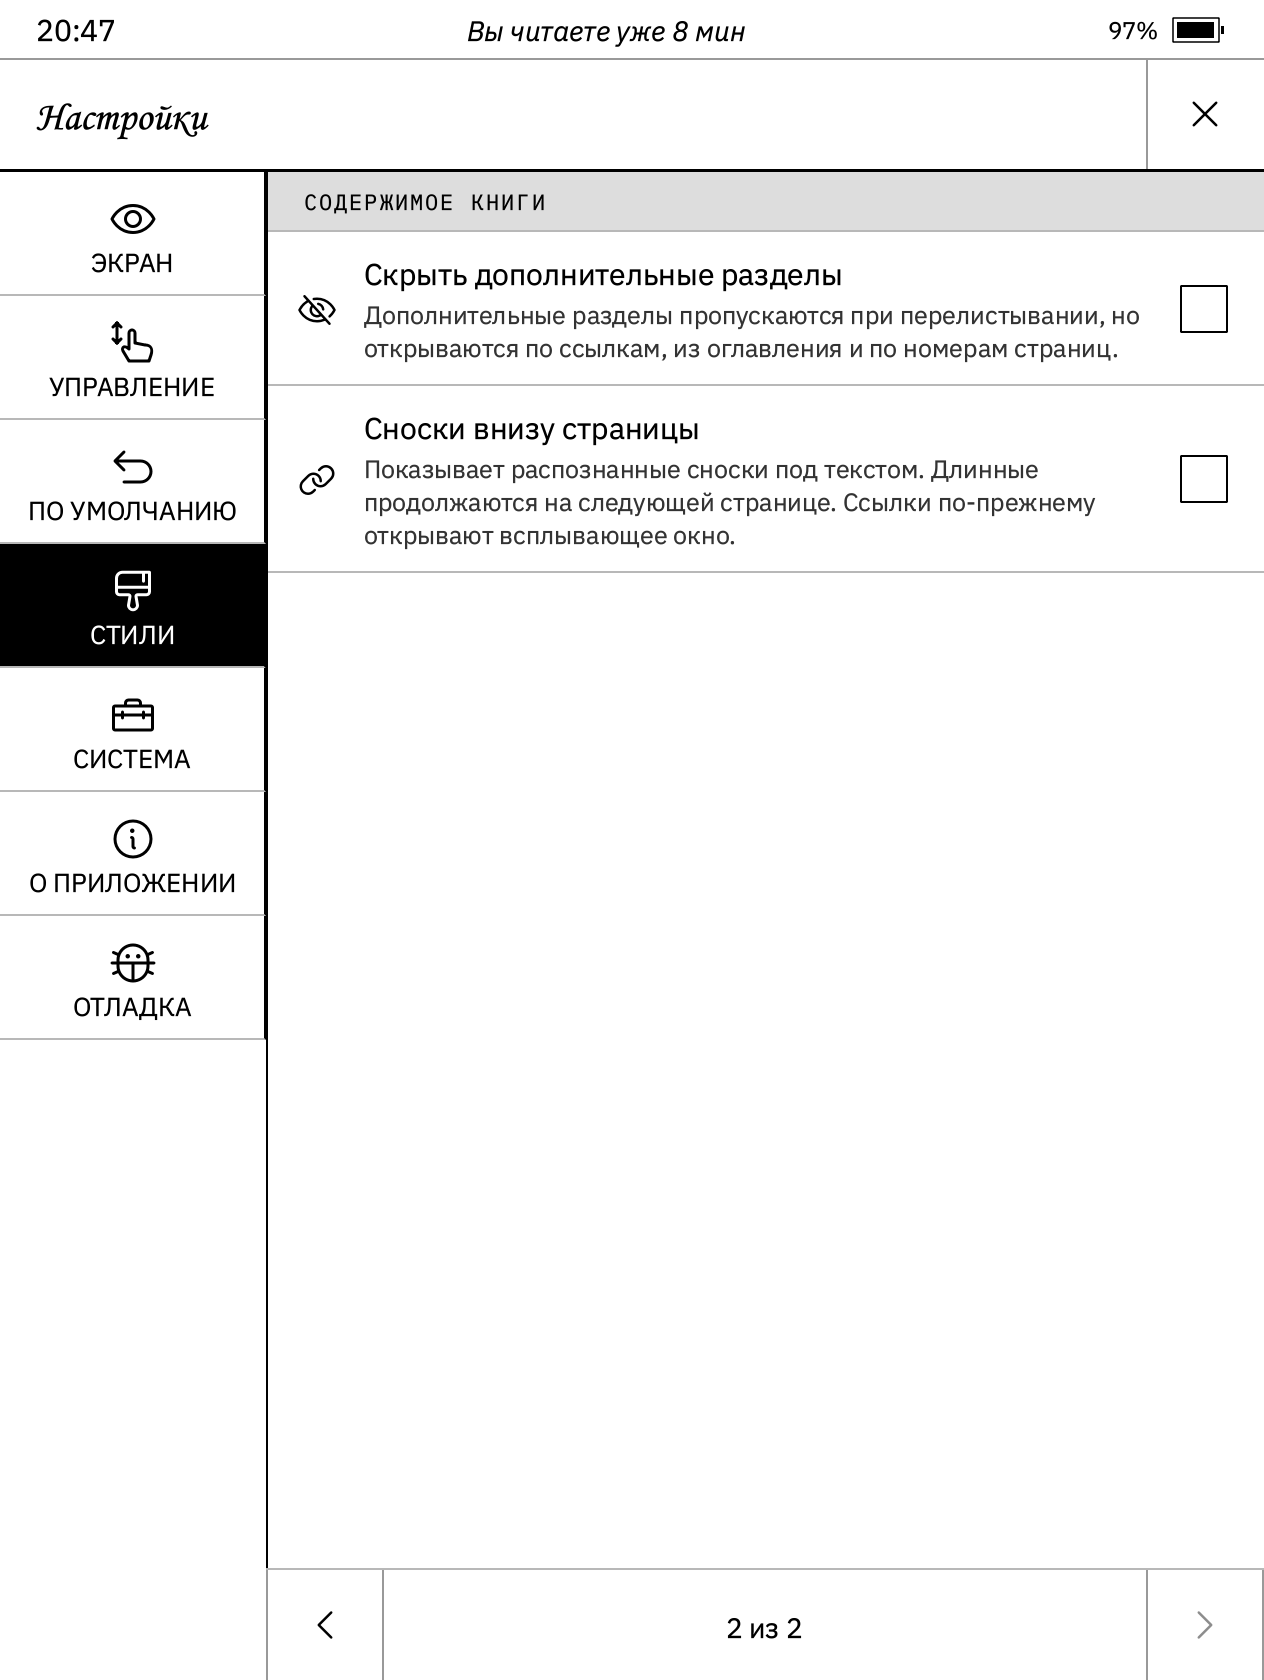 20:47
Вы читаете уже 8 мин
97%
Настройки
ЭКРАН
УПРАВЛЕНИЕ
ПО УМОЛЧАНИЮ
СТИЛИ
СИСТЕМА
О ПРИЛОЖЕНИИ
ОТЛАДКА
СОДЕРЖИМОЕ КНИГИ
Скрыть дополнительные разделы
Дополнительные разделы пропускаются при перелистывании, но
открываются по ссылкам, из оглавления и по номерам страниц.
Сноски внизу страницы
Показывает распознанные сноски под текстом. Длинные
продолжаются на следующей странице. Ссылки по-прежнему
открывают всплывающее окно.
2 из 2